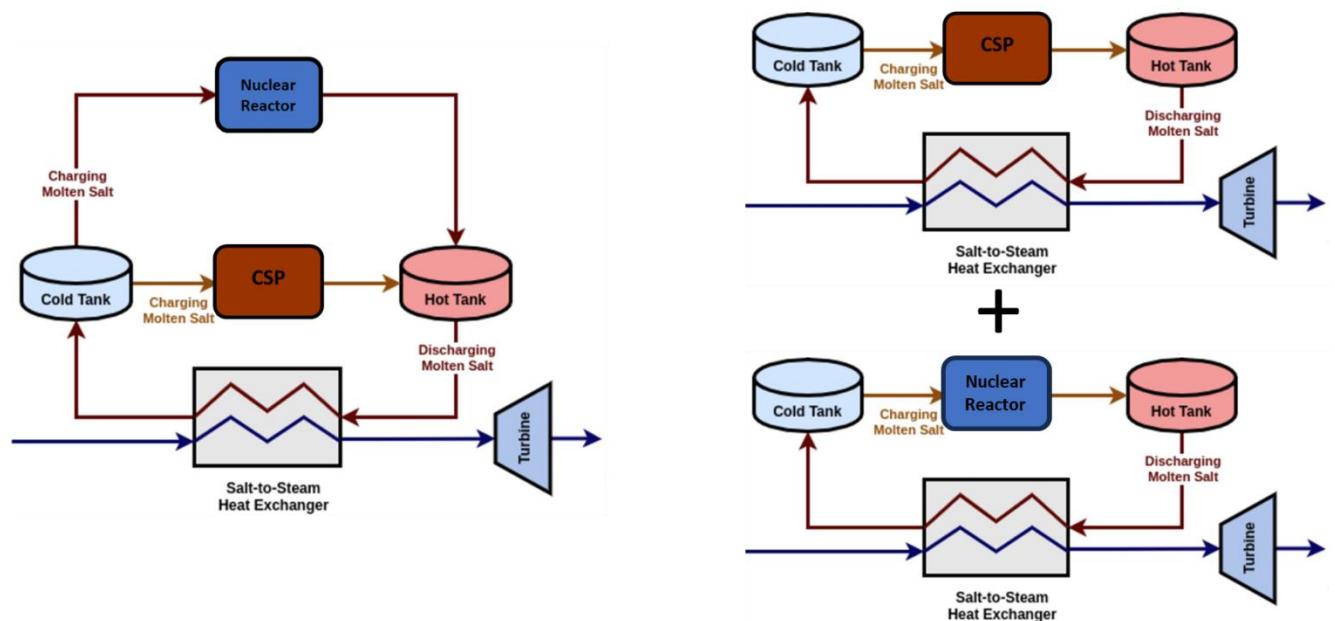 Nuclear
Reactor
Charging
Molten Salt
Cold Tank
CSP
Charging
Molten Salt
Hot Tank
Discharging
Molten Salt
Turbine
Salt-to-Steam
Heat Exchanger
Cold Tank
CSP
Charging
Molten Salt
Hot Tank
Discharging
Molten Salt
Turbine
Salt-to-Steam
Heat Exchanger
+
Cold Tank
Nuclear
Reactor
Charging
Molten Salt
Hot Tank
Discharging
Molten Salt
Turbine
Salt-to-Steam
Heat Exchanger